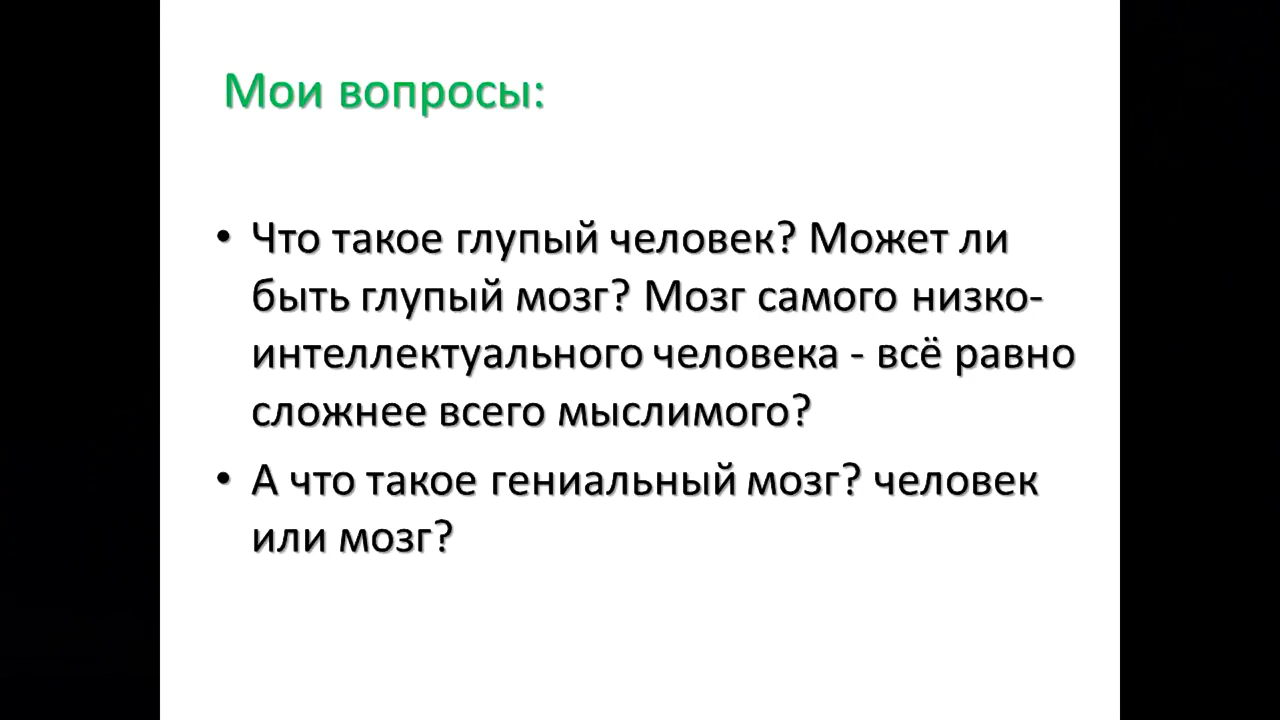 Мои вопросы:
• Что такое глупый человек? Может ли
быть глупый мозг? Мозг самого низко-
интеллектуального человека - всё равно
сложнее всего мыслимого?
• А что такое гениальный мозг? человек
или мозг?